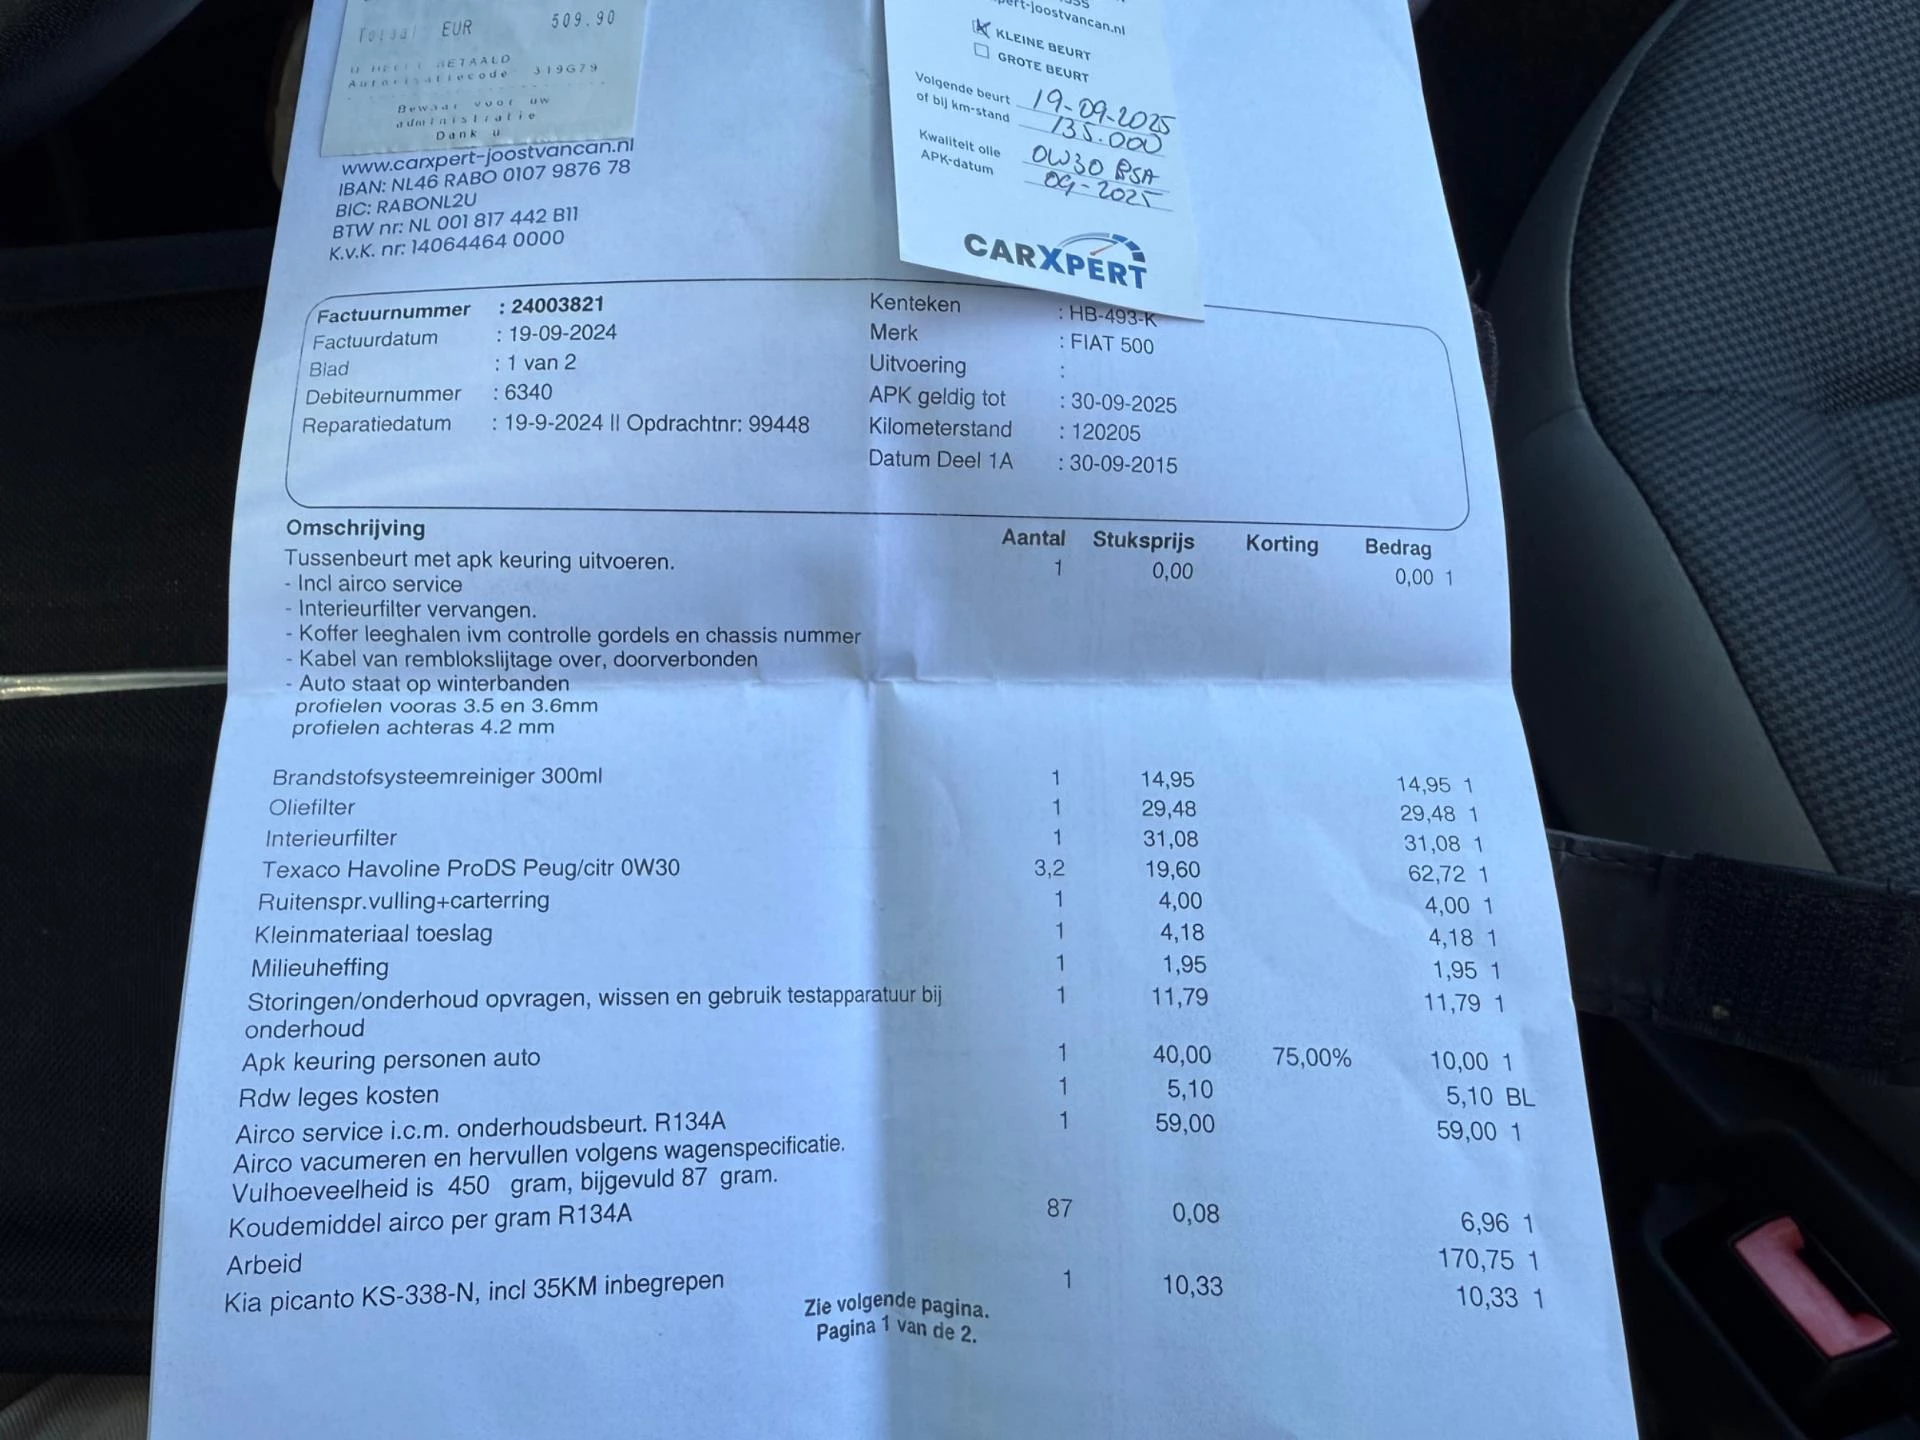 Totaal EUR 509.90
U HEEFT BETAALD
Autorisatiecode 319G79
Bewaar voor uw
administratie
Dank u
www.carxpert-joostvancan.nl
IBAN: NL46 RABO 0107 9876 78
BIC: RABONL2U
BTW nr: NL 001 817 442 B11
K.v.K. nr: 14064464 0000
pert-joostvancan.nl
KLEINE BEURT
GROTE BEURT
Volgende beurt 19-09-2025
of bij km-stand 135.000
Kwaliteit olie 0W30 PSA
APK-datum 09-2025
CARXPERT
Factuurnummer : 24003821
Factuurdatum : 19-09-2024
Blad : 1 van 2
Debiteurnummer : 6340
Reparatiedatum : 19-9-2024 || Opdrachtnr: 99448
Kenteken : HB-493-K
Merk : FIAT 500
Uitvoering :
APK geldig tot : 30-09-2025
Kilometerstand : 120205
Datum Deel 1A : 30-09-2015
Omschrijving Aantal Stuksprijs Korting Bedrag
Tussenbeurt met apk keuring uitvoeren. 1 0,00 0,00 1
- Incl airco service
- Interieurfilter vervangen.
- Koffer leeghalen ivm controlle gordels en chassis nummer
- Kabel van remblokslijtage over, doorverbonden
- Auto staat op winterbanden
profielen vooras 3.5 en 3.6mm
profielen achteras 4.2 mm
Brandstofsysteemreiniger 300ml 1 14,95 14,95 1
Oliefilter 1 29,48 29,48 1
Interieurfilter 1 31,08 31,08 1
Texaco Havoline ProDS Peug/citr 0W30 3,2 19,60 62,72 1
Ruitenspr.vulling+carterring 1 4,00 4,00 1
Kleinmateriaal toeslag 1 4,18 4,18 1
Milieuheffing 1 1,95 1,95 1
Storingen/onderhoud opvragen, wissen en gebruik testapparatuur bij 1 11,79 11,79 1
onderhoud
Apk keuring personen auto 1 40,00 75,00% 10,00 1
Rdw leges kosten 1 5,10 5,10 BL
Airco service i.c.m. onderhoudsbeurt. R134A 1 59,00 59,00 1
Airco vacumeren en hervullen volgens wagenspecificatie.
Vulhoeveelheid is 450 gram, bijgevuld 87 gram.
Koudemiddel airco per gram R134A 87 0,08 6,96 1
Arbeid 170,75 1
Kia picanto KS-338-N, incl 35KM inbegrepen 1 10,33 10,33 1
Zie volgende pagina.
Pagina 1 van de 2.